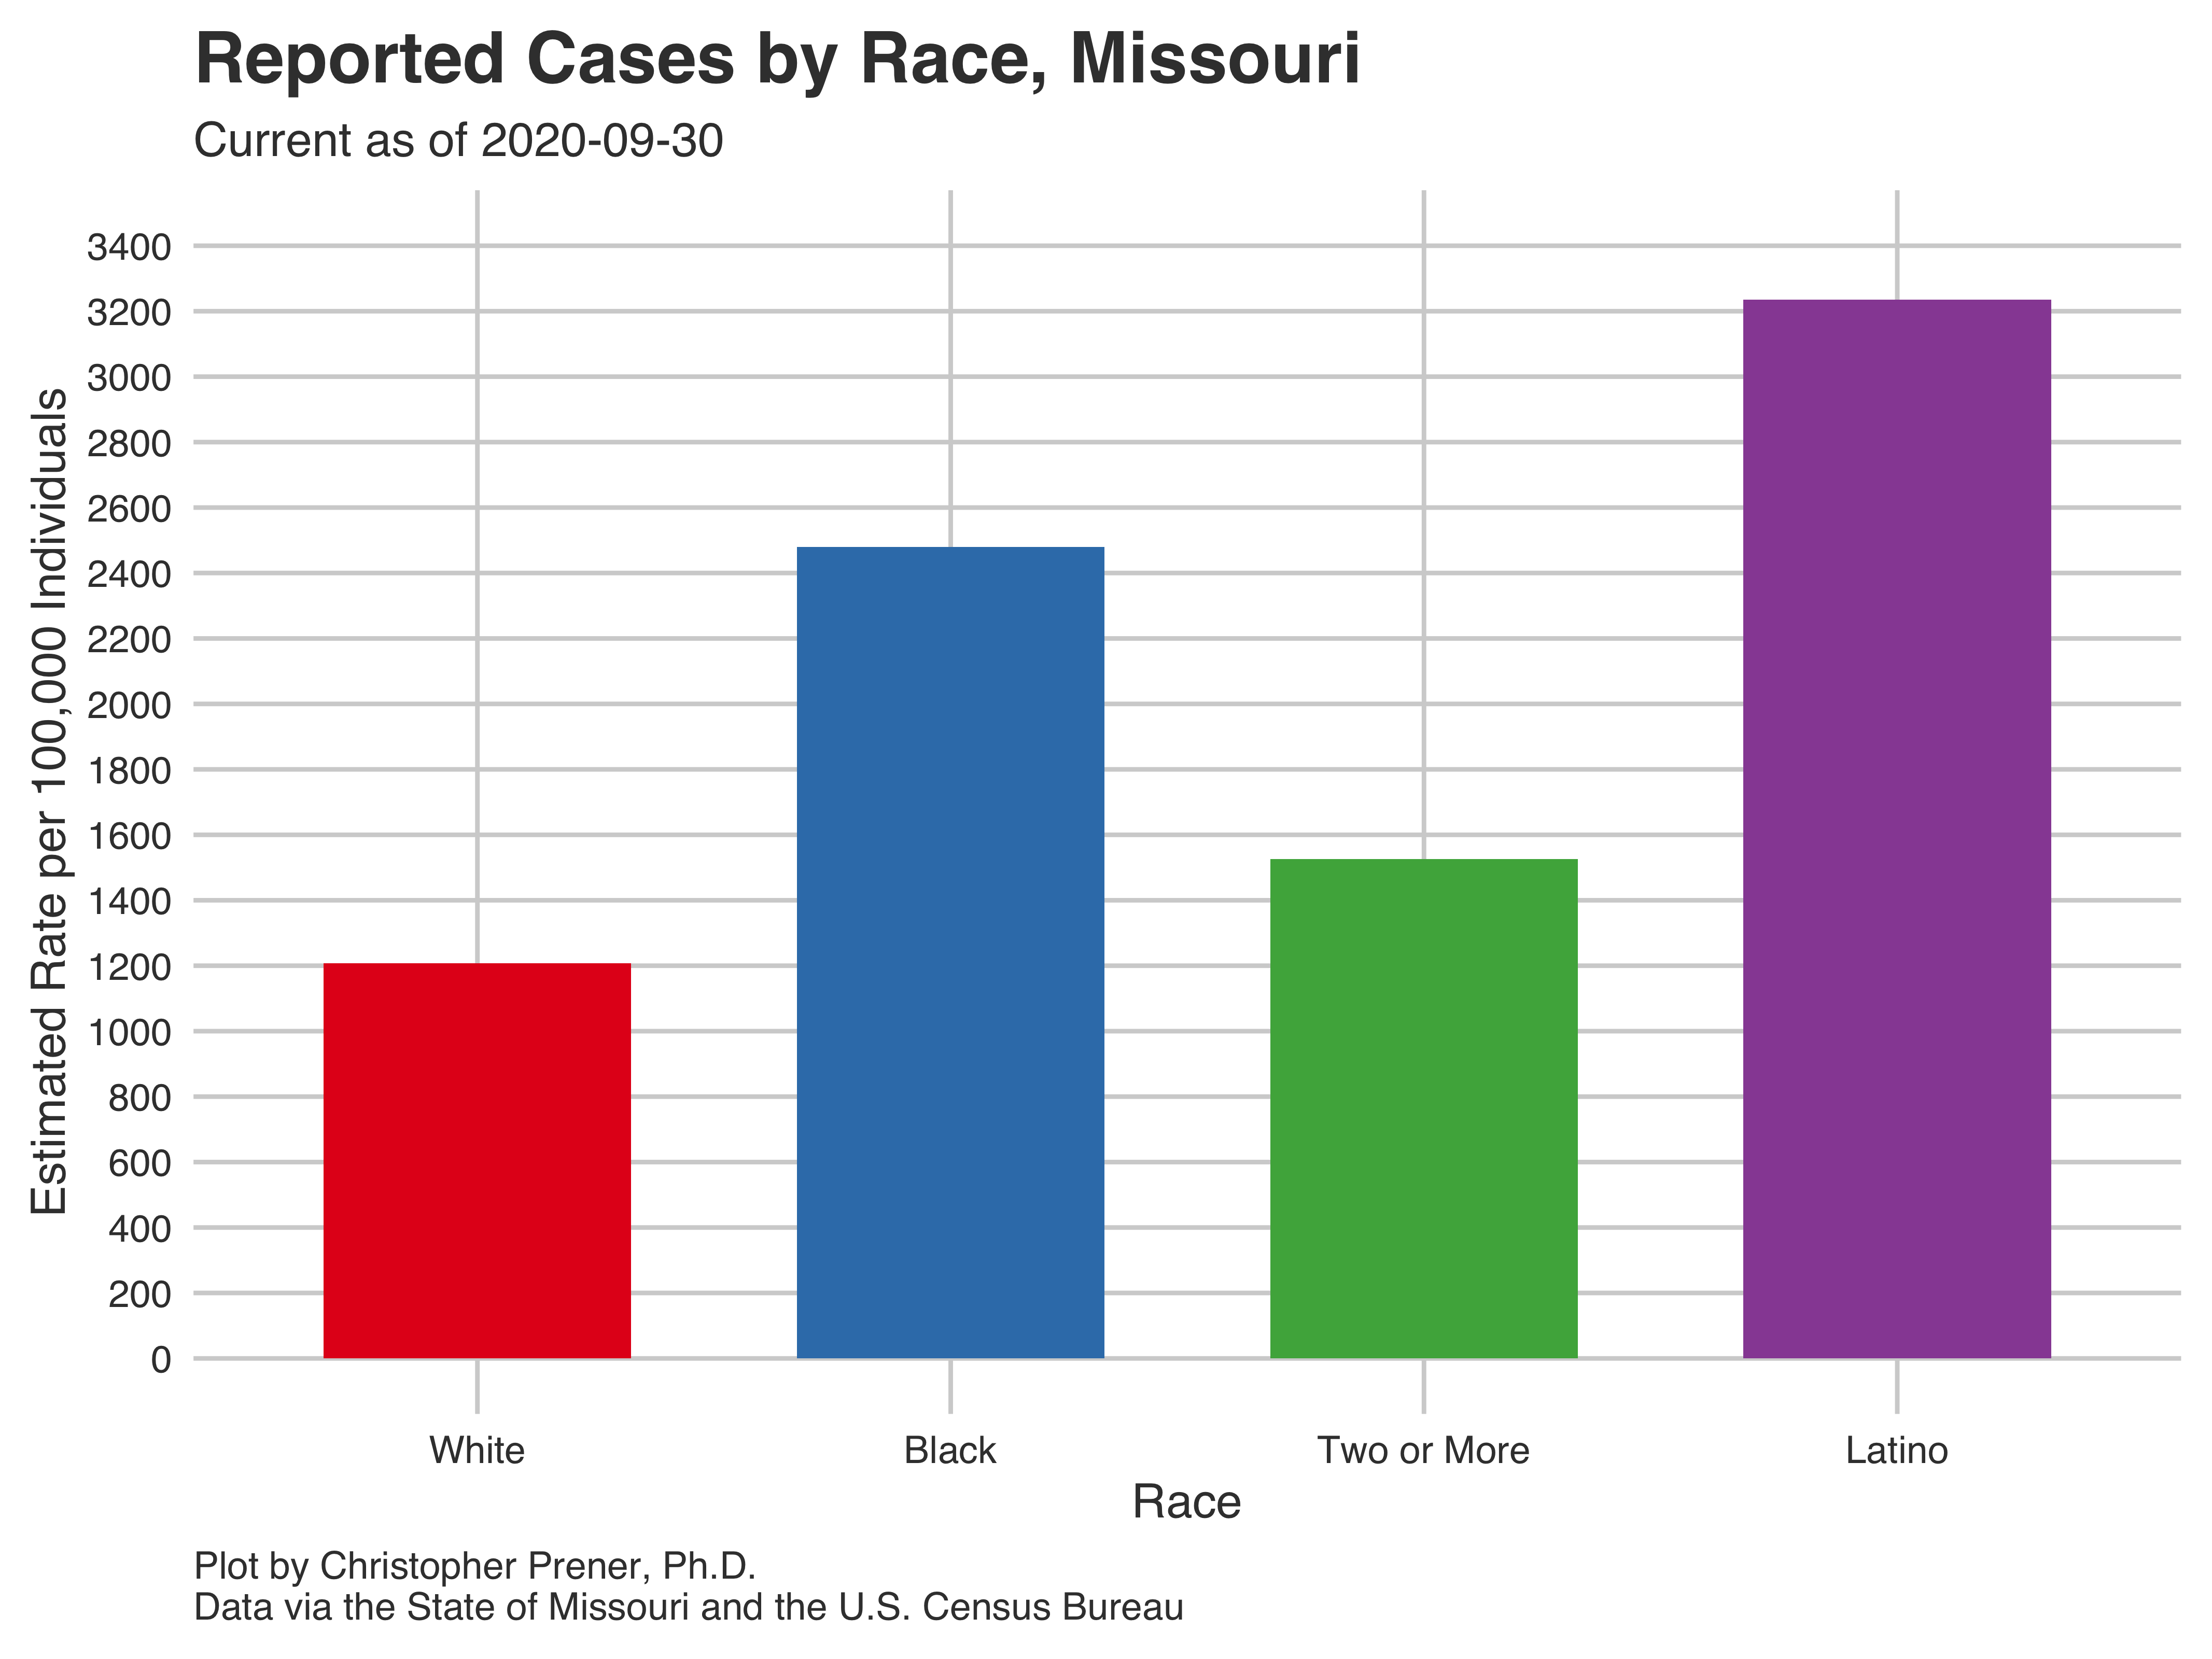 Reported Cases by Race, Missouri
Current as of 2020-09-30
Estimated Rate per 100,000 Individuals
3400
3200
3000
2800
2600
2400
2200
2000
1800
1600
1400
1200
1000
800
600
400
200
0
White Black Two or More Latino
Race
Plot by Christopher Prener, Ph.D.
Data via the State of Missouri and the U.S. Census Bureau